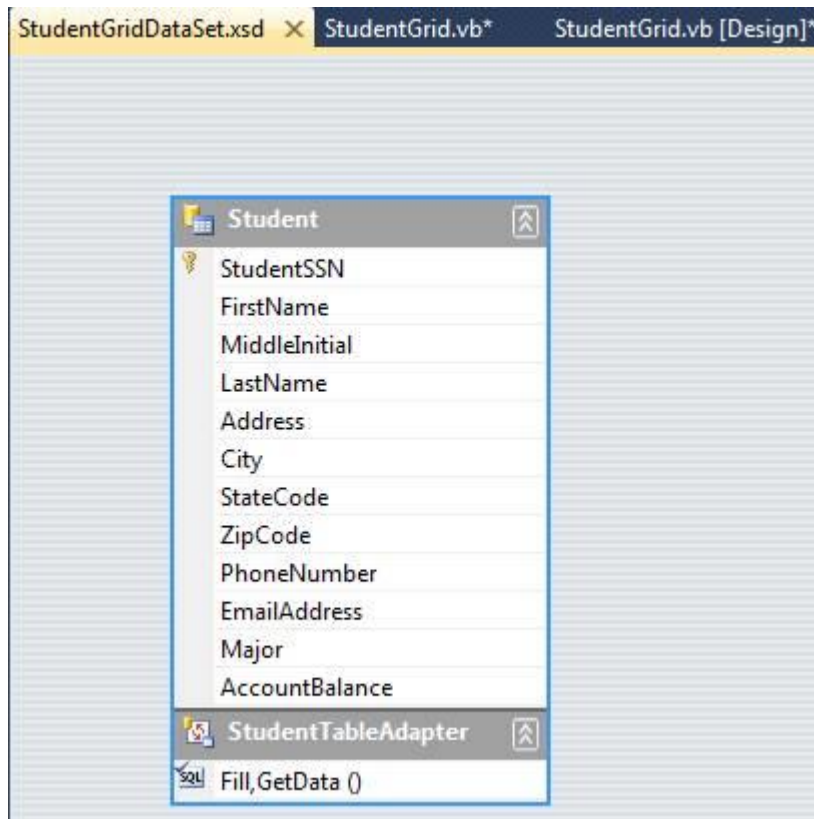 StudentGridDataSet.xsd StudentGrid.vb* StudentGrid.vb [Design]*
Student
StudentSSN
FirstName
MiddleInitial
LastName
Address
City
StateCode
ZipCode
PhoneNumber
EmailAddress
Major
AccountBalance
StudentTableAdapter
SQL Fill,GetData ()